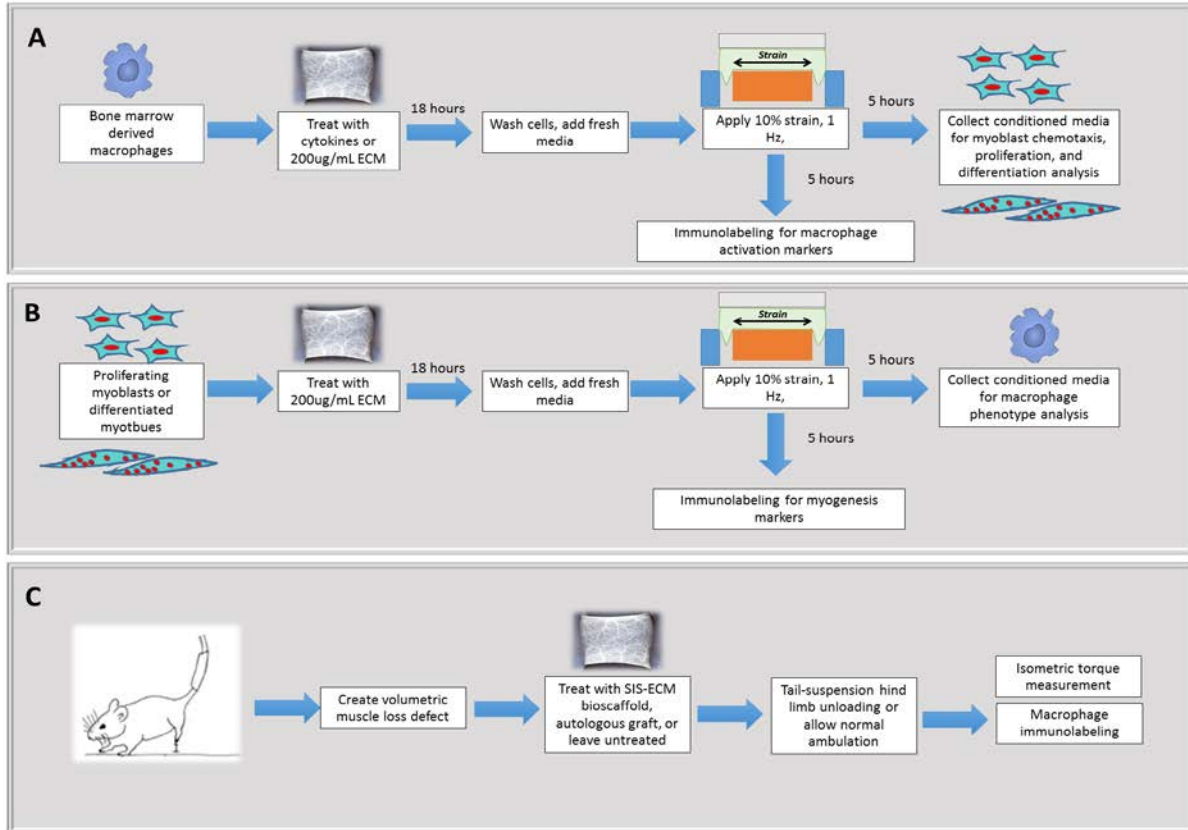 A
Bone marrow
derived
macrophages
Treat with
cytokines or
200ug/mL ECM
18 hours
Wash cells, add fresh
media
Strain
Apply 10% strain, 1
Hz,
5 hours
Collect conditioned media
for myoblast chemotaxis,
proliferation, and
differentiation analysis
5 hours
Immunolabeling for macrophage
activation markers
B
Proliferating
myoblasts or
differentiated
myotbues
Treat with
200ug/mL ECM
18 hours
Wash cells, add fresh
media
Strain
Apply 10% strain, 1
Hz,
5 hours
Collect conditioned media
for macrophage
phenotype analysis
5 hours
Immunolabeling for myogenesis
markers
C
Create volumetric
muscle loss defect
Treat with SIS-ECM
bioscaffold,
autologous graft, or
leave untreated
Tail-suspension hind
limb unloading or
allow normal
ambulation
Isometric torque
measurement
Macrophage
immunolabeling